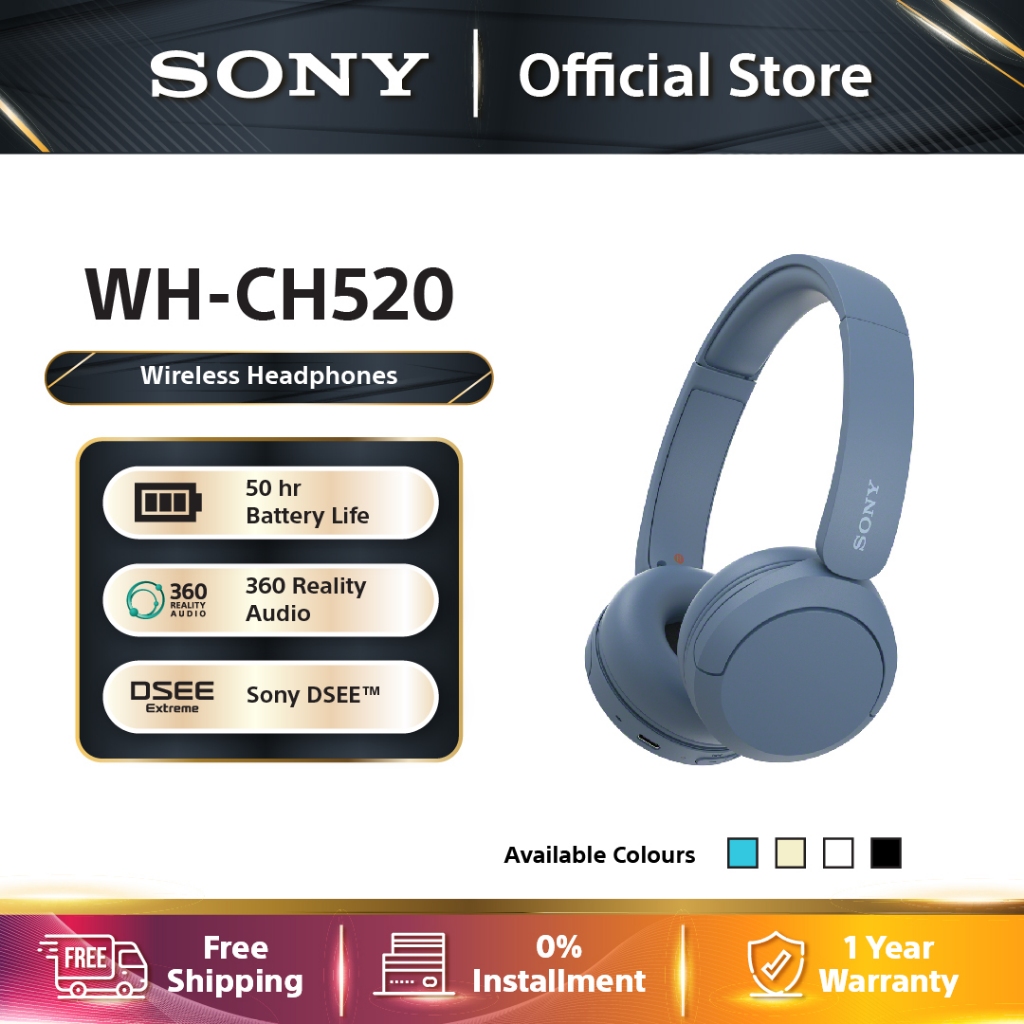 SONY | Official Store
WH-CH520
Wireless Headphones
50 hr
Battery Life
360
REALITY
AUDIO
360 Reality
Audio
DSEE
Extreme
Sony DSEE™
SONY
Available Colours
FREE
Free
Shipping
0%
Installment
1 Year
Warranty